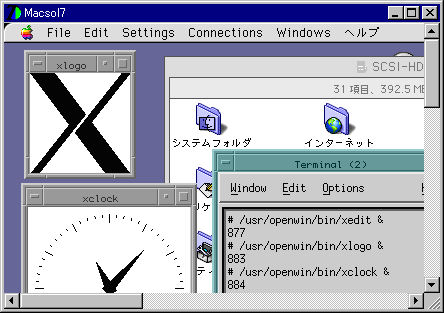 Macsol7
File Edit Settings Connections Windows ヘルプ
xlogo
SCSI-HD
31 項目、392.5 ME
システムフォルダ
インターネット
Terminal (2)
Window Edit Options
xclock
# /usr/openwin/bin/xedit &
877
# /usr/openwin/bin/xlogo &
883
# /usr/openwin/bin/xclock &
884